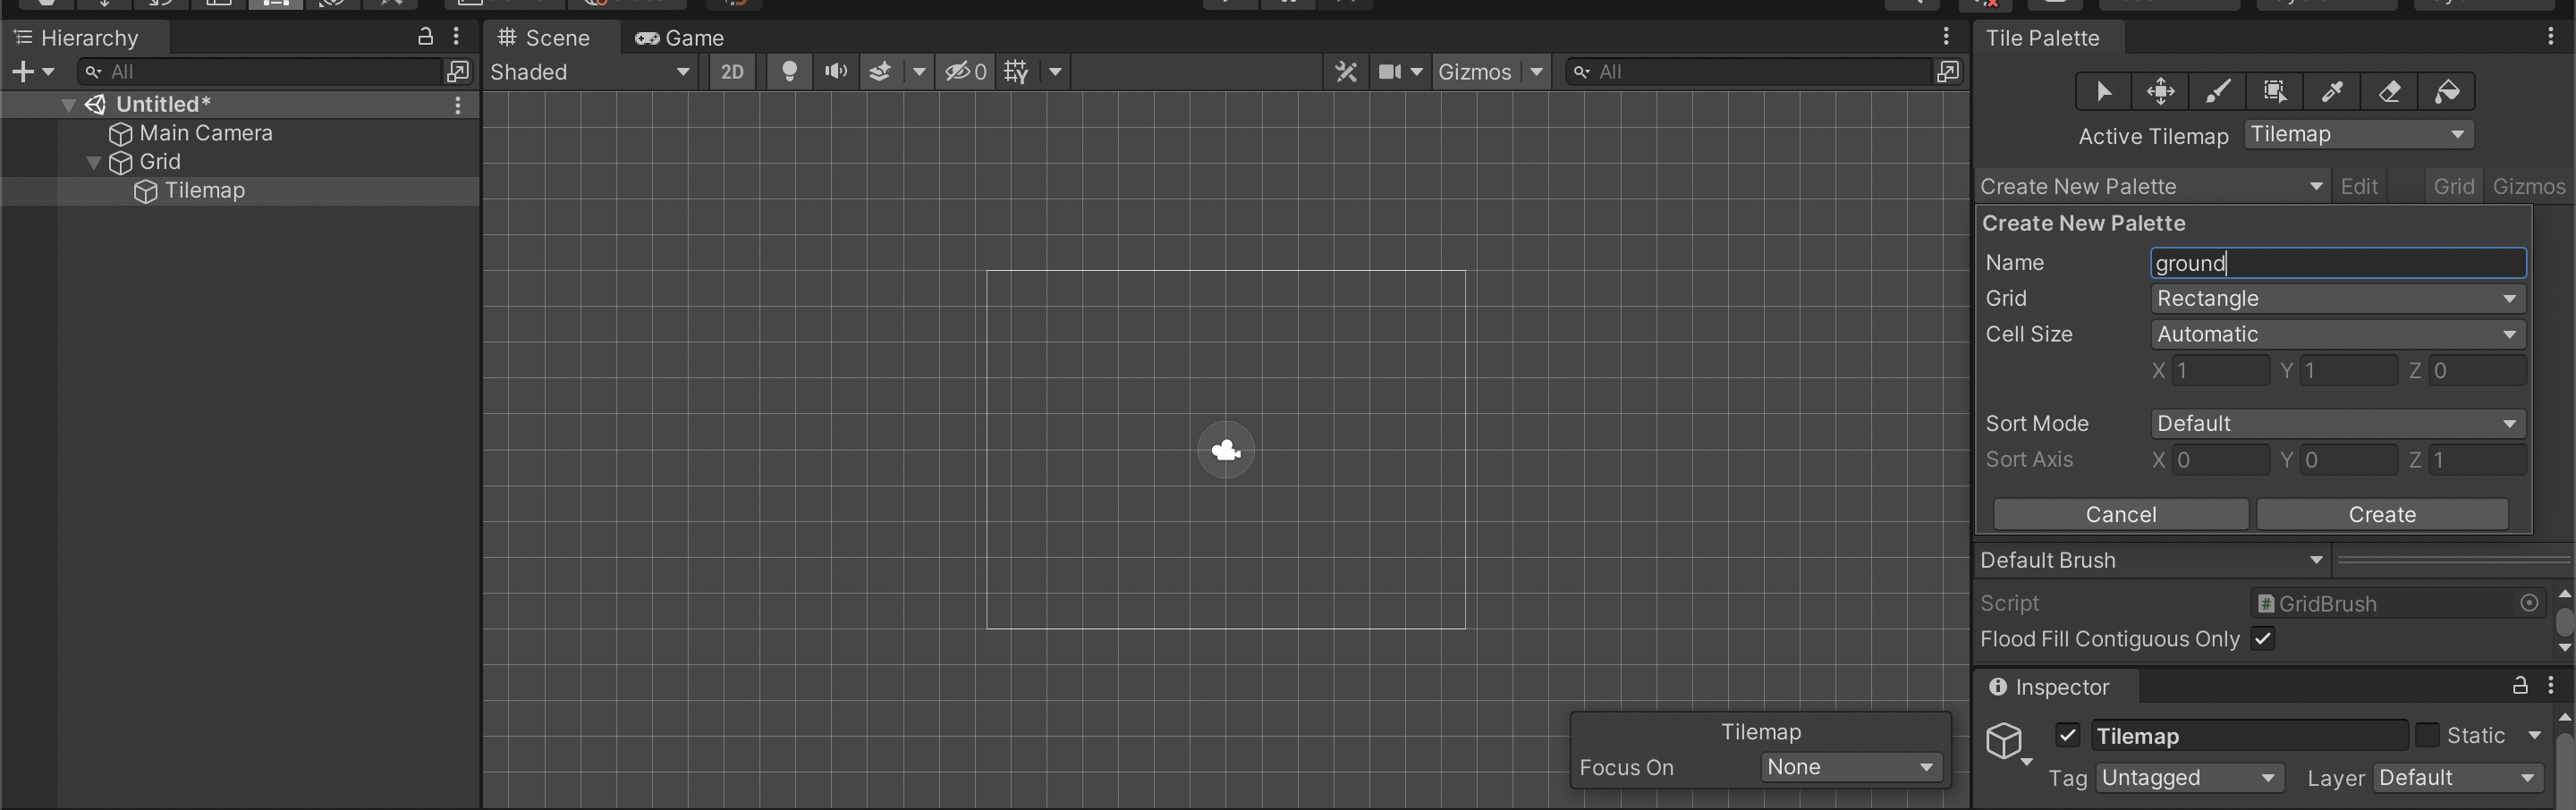 Hierarchy
All
Untitled*
Main Camera
Grid
Tilemap
Scene
Game
Shaded
2D
0
Gizmos
All
Tile Palette
Active Tilemap
Tilemap
Create New Palette
Edit
Grid
Gizmos
Create New Palette
Name
ground
Grid
Rectangle
Cell Size
Automatic
X 1 Y 1 Z 0
Sort Mode
Default
Sort Axis
X 0 Y 0 Z 1
Cancel
Create
Default Brush
Script
GridBrush
Flood Fill Contiguous Only
Tilemap
Focus On
None
Inspector
Tilemap
Static
Tag
Untagged
Layer
Default